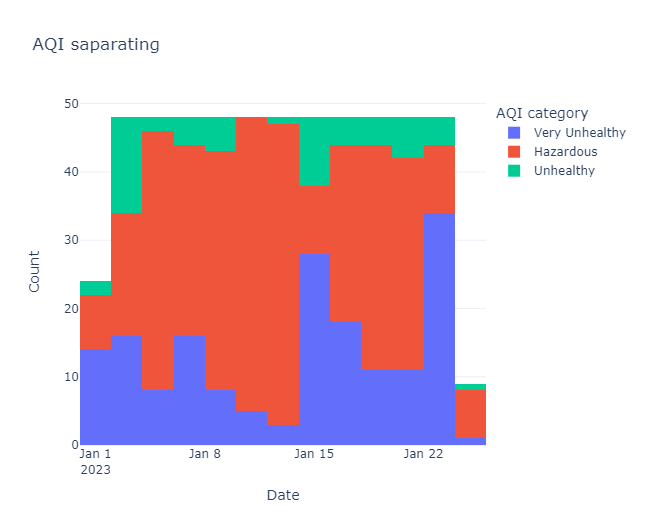 AQI saparating
50
40
30
20
10
0
Count
Jan 1
2023
Jan 8
Jan 15
Jan 22
Date
AQI category
Very Unhealthy
Hazardous
Unhealthy